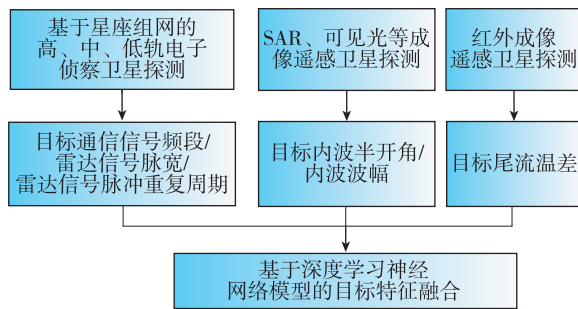 基于星座组网的
高、中、低轨电子
侦察卫星探测
SAR、可见光等成
像遥感卫星探测
红外成像
遥感卫星探测
目标通信信号频段/
雷达信号脉宽/
雷达信号脉冲重复周期
目标内波半开角/
内波波幅
目标尾流温差
基于深度学习神经
网络模型的目标特征融合